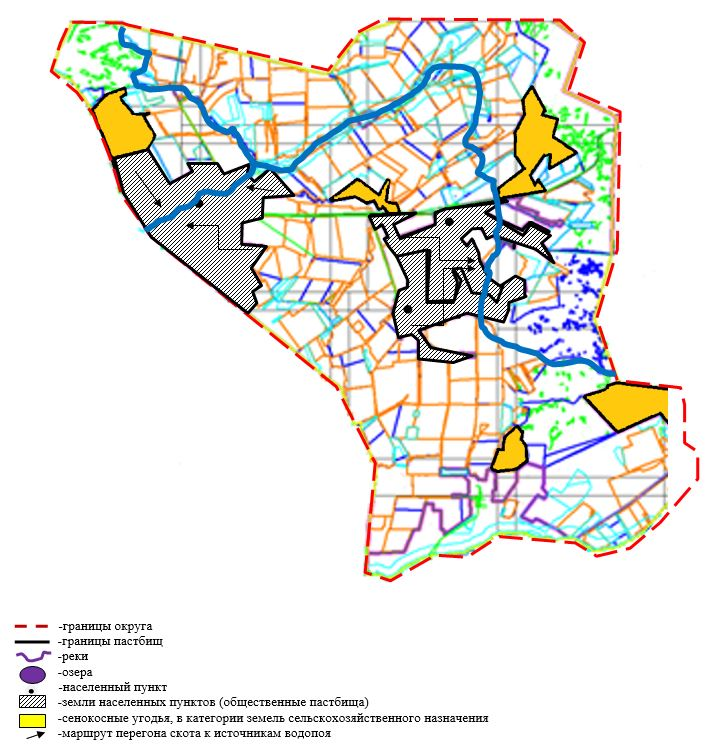 -границы округа
-границы пастбищ
-реки
-озера
-населенный пункт
-земли населенных пунктов (общественные пастбища)
-сенокосные угодья, в категории земель сельскохозяйственного назначения
-маршрут перегона скота к источникам водопоя